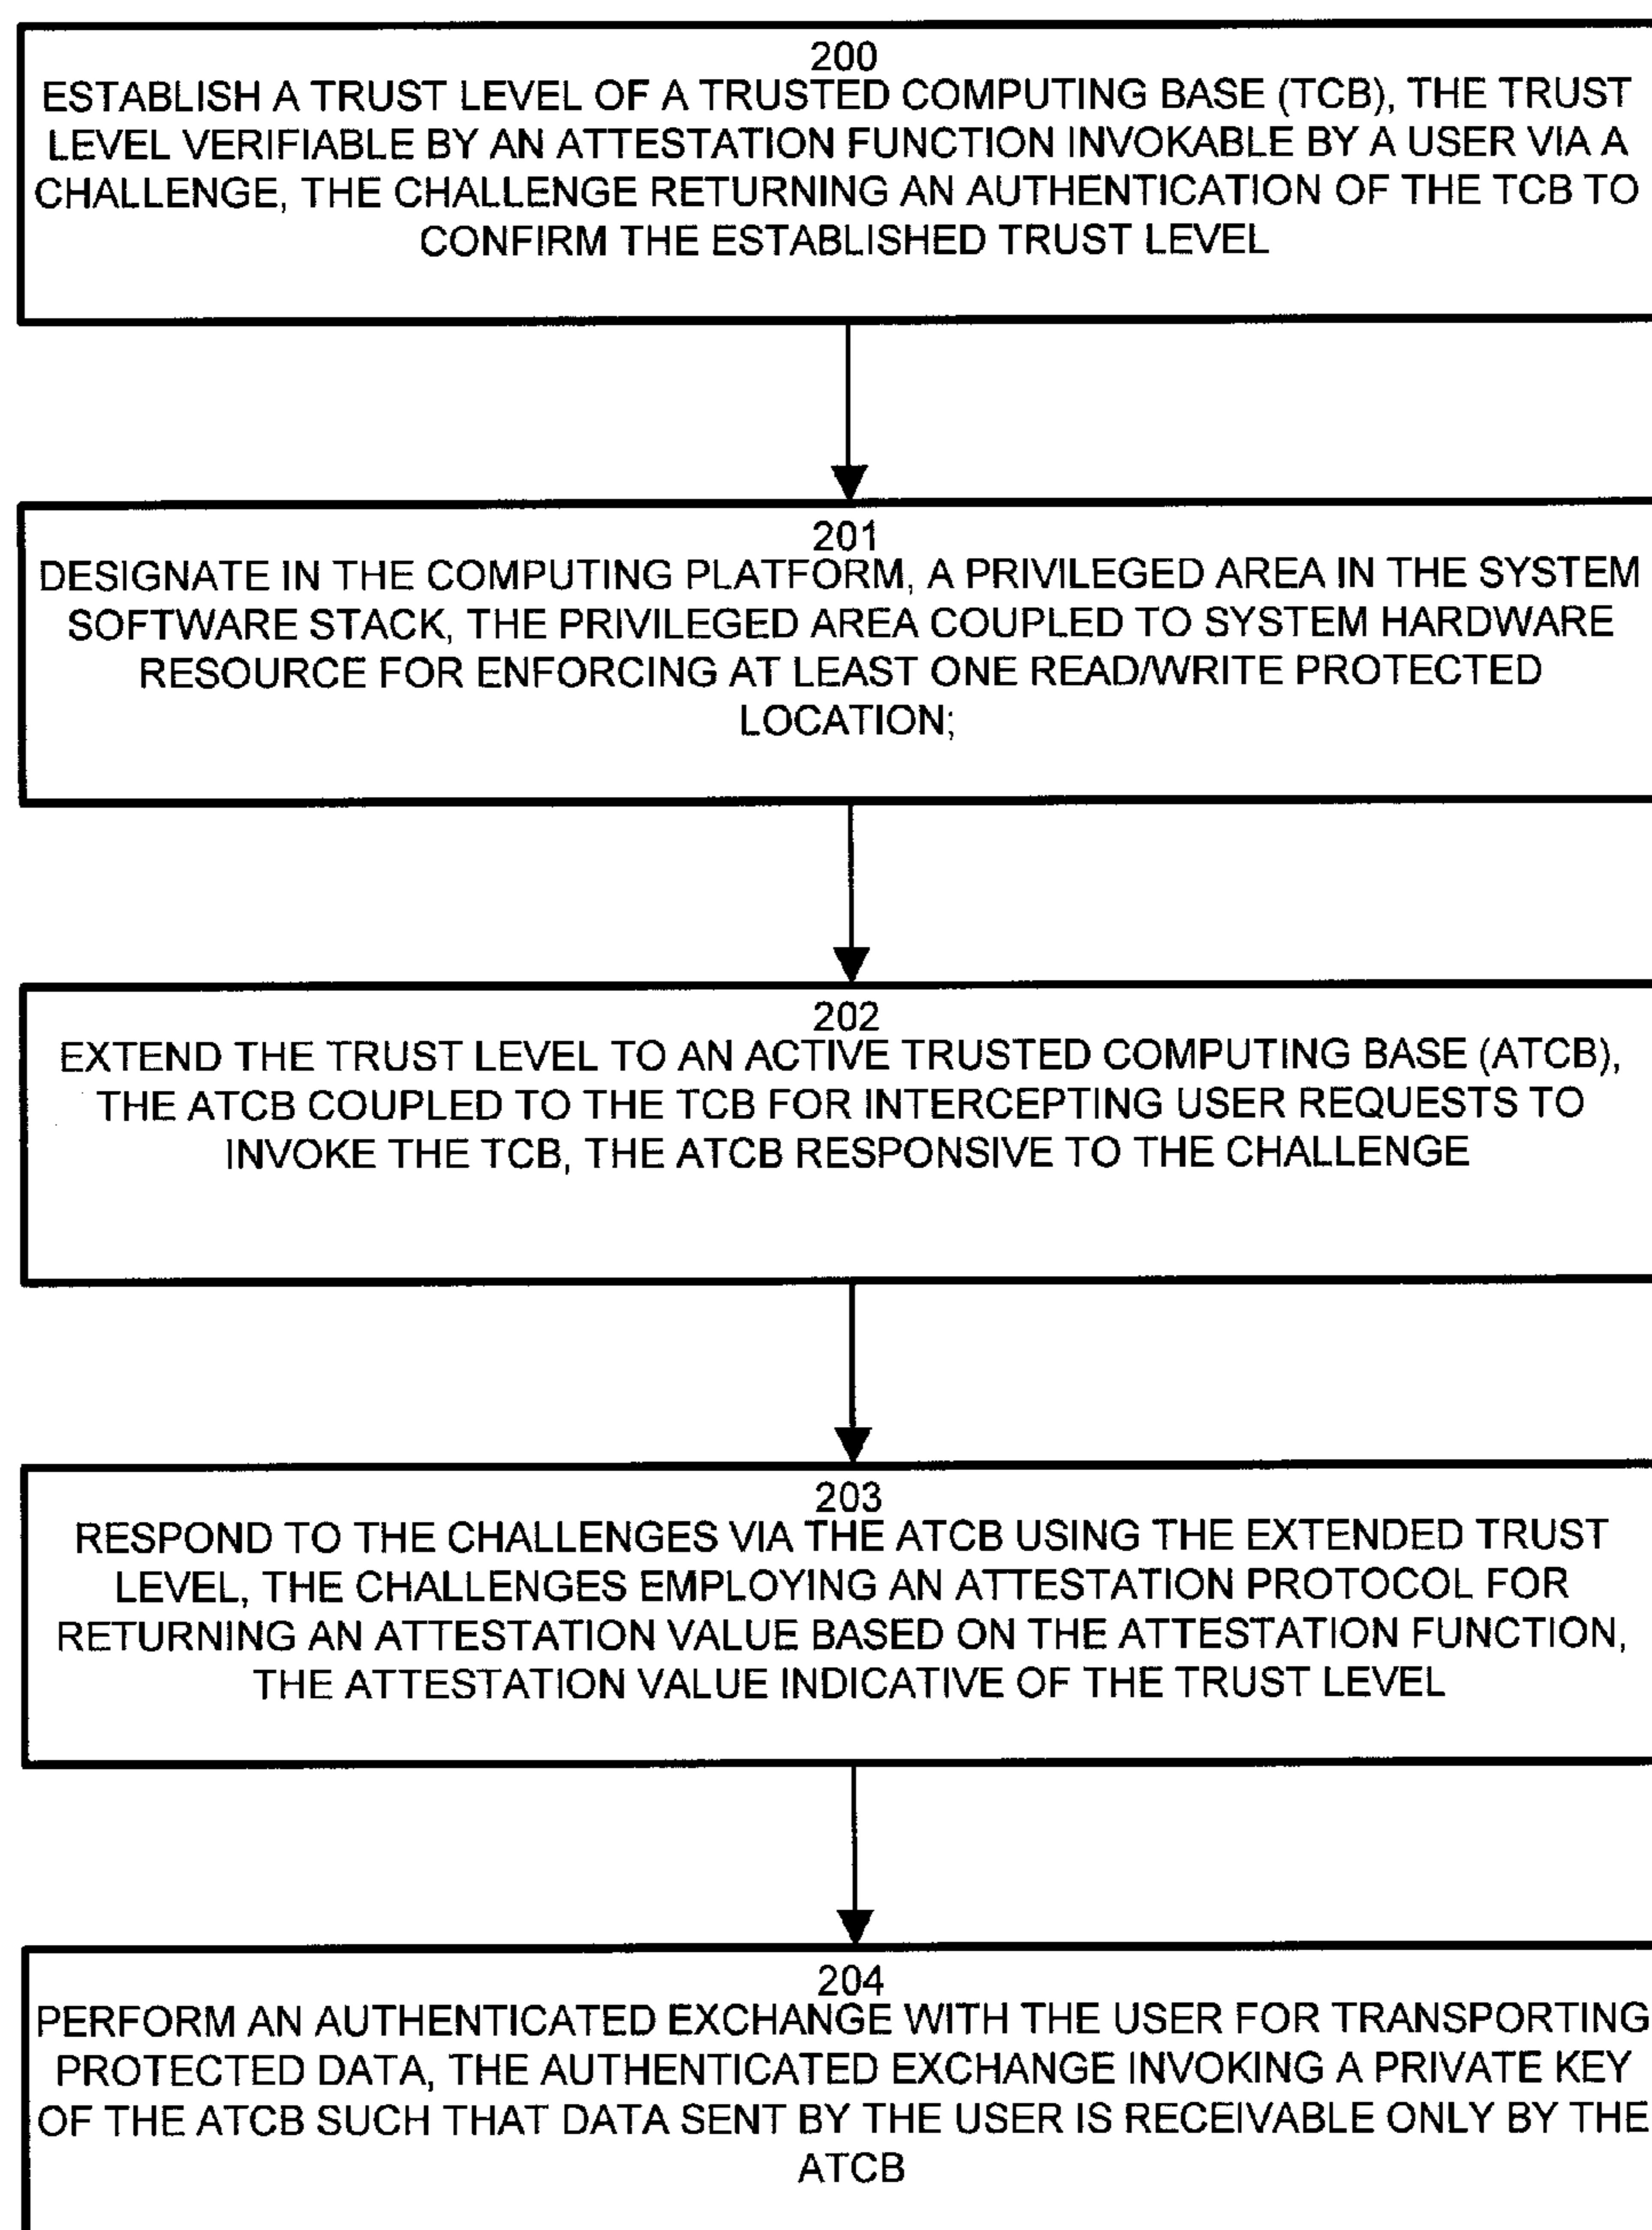 200
ESTABLISH A TRUST LEVEL OF A TRUSTED COMPUTING BASE (TCB), THE TRUST
LEVEL VERIFIABLE BY AN ATTESTATION FUNCTION INVOKABLE BY A USER VIA A
CHALLENGE, THE CHALLENGE RETURNING AN AUTHENTICATION OF THE TCB TO
CONFIRM THE ESTABLISHED TRUST LEVEL
201
DESIGNATE IN THE COMPUTING PLATFORM, A PRIVILEGED AREA IN THE SYSTEM
SOFTWARE STACK, THE PRIVILEGED AREA COUPLED TO SYSTEM HARDWARE
RESOURCE FOR ENFORCING AT LEAST ONE READ/WRITE PROTECTED
LOCATION;
202
EXTEND THE TRUST LEVEL TO AN ACTIVE TRUSTED COMPUTING BASE (ATCB),
THE ATCB COUPLED TO THE TCB FOR INTERCEPTING USER REQUESTS TO
INVOKE THE TCB, THE ATCB RESPONSIVE TO THE CHALLENGE
203
RESPOND TO THE CHALLENGES VIA THE ATCB USING THE EXTENDED TRUST
LEVEL, THE CHALLENGES EMPLOYING AN ATTESTATION PROTOCOL FOR
RETURNING AN ATTESTATION VALUE BASED ON THE ATTESTATION FUNCTION,
THE ATTESTATION VALUE INDICATIVE OF THE TRUST LEVEL
204
PERFORM AN AUTHENTICATED EXCHANGE WITH THE USER FOR TRANSPORTING
PROTECTED DATA, THE AUTHENTICATED EXCHANGE INVOKING A PRIVATE KEY
OF THE ATCB SUCH THAT DATA SENT BY THE USER IS RECEIVABLE ONLY BY THE
ATCB